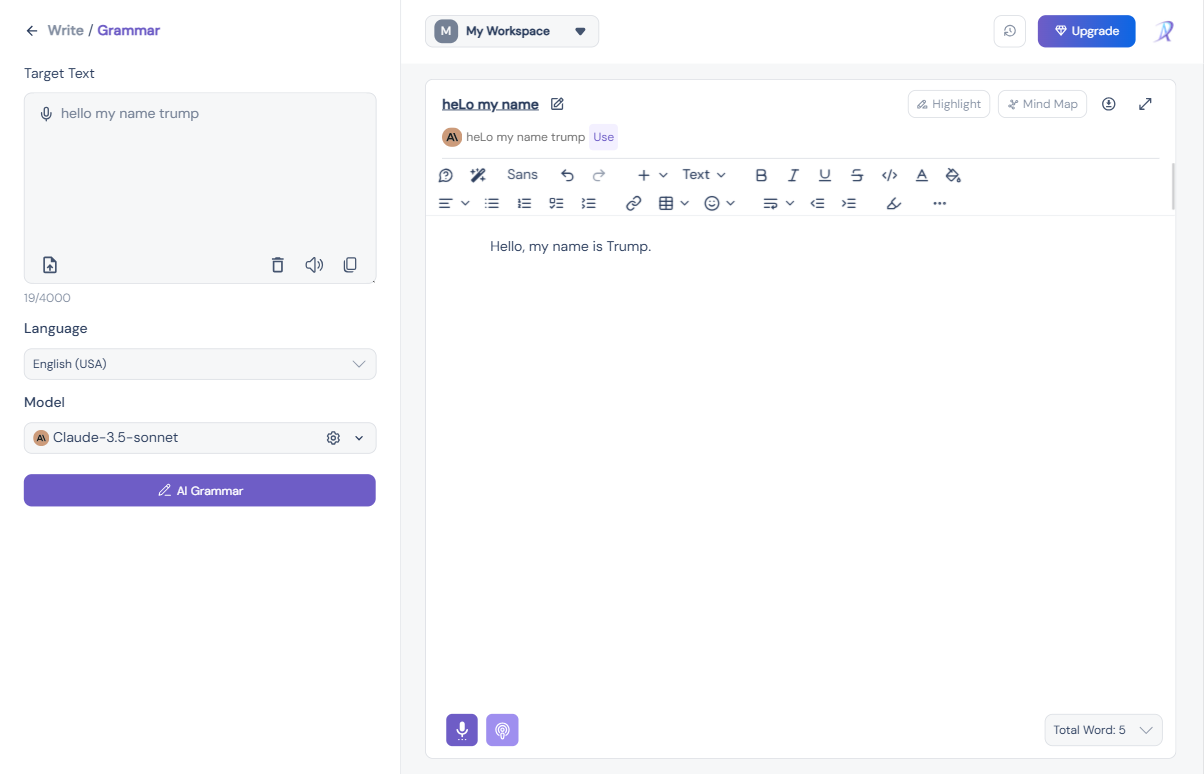 Write / Grammar
Target Text
hello my name trump
19/4000
Language
English (USA)
Model
A\ Claude-3.5-sonnet
AI Grammar
M My Workspace
Upgrade
heLo my name
Highlight
Mind Map
A\ heLo my name trump Use
Sans
Text
Hello, my name is Trump.
Total Word: 5